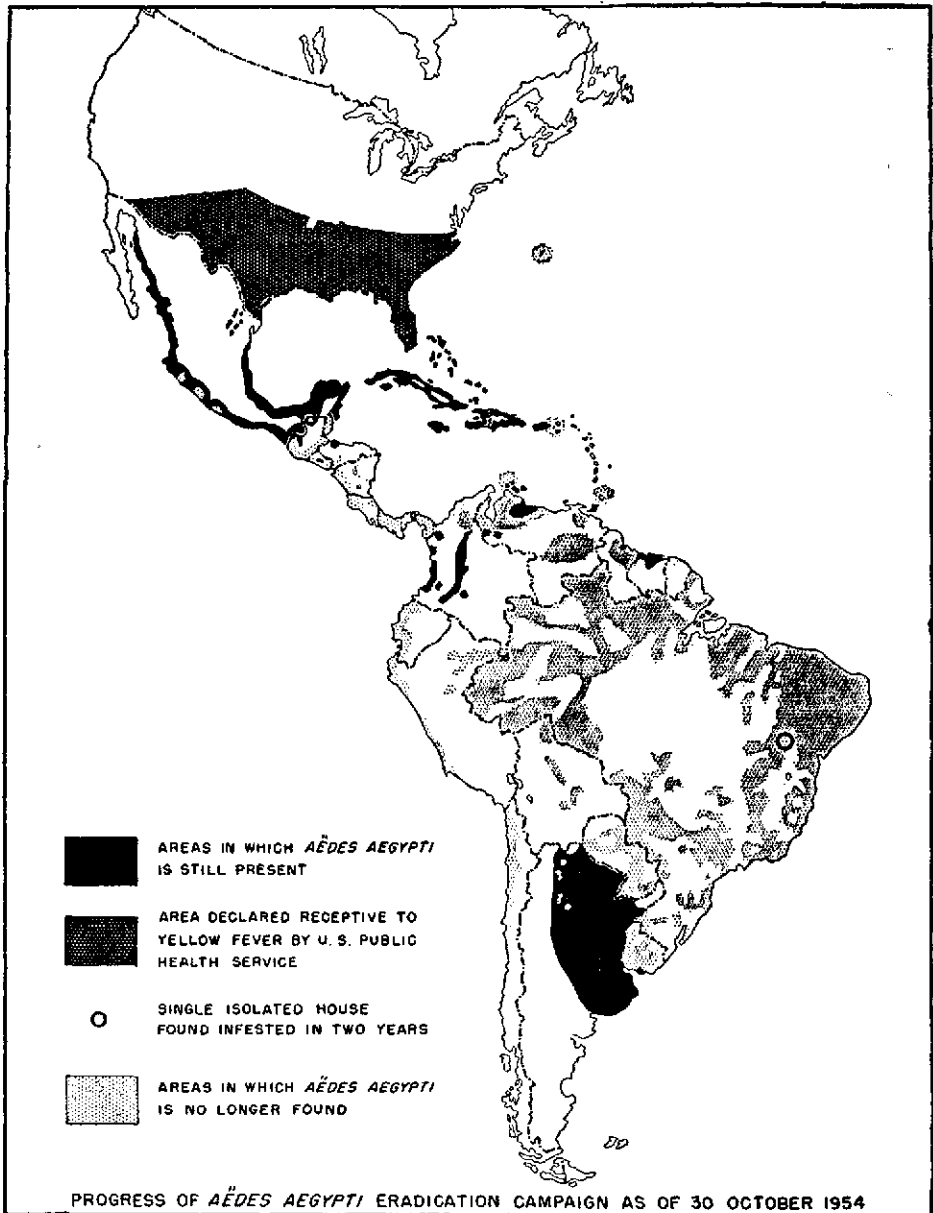 AREAS IN WHICH AËDES AEGYPTI
IS STILL PRESENT
AREA DECLARED RECEPTIVE TO
YELLOW FEVER BY U. S. PUBLIC
HEALTH SERVICE
SINGLE ISOLATED HOUSE
FOUND INFESTED IN TWO YEARS
AREAS IN WHICH AËDES AEGYPTI
IS NO LONGER FOUND
PROGRESS OF AËDES AEGYPTI ERADICATION CAMPAIGN AS OF 30 OCTOBER 1954